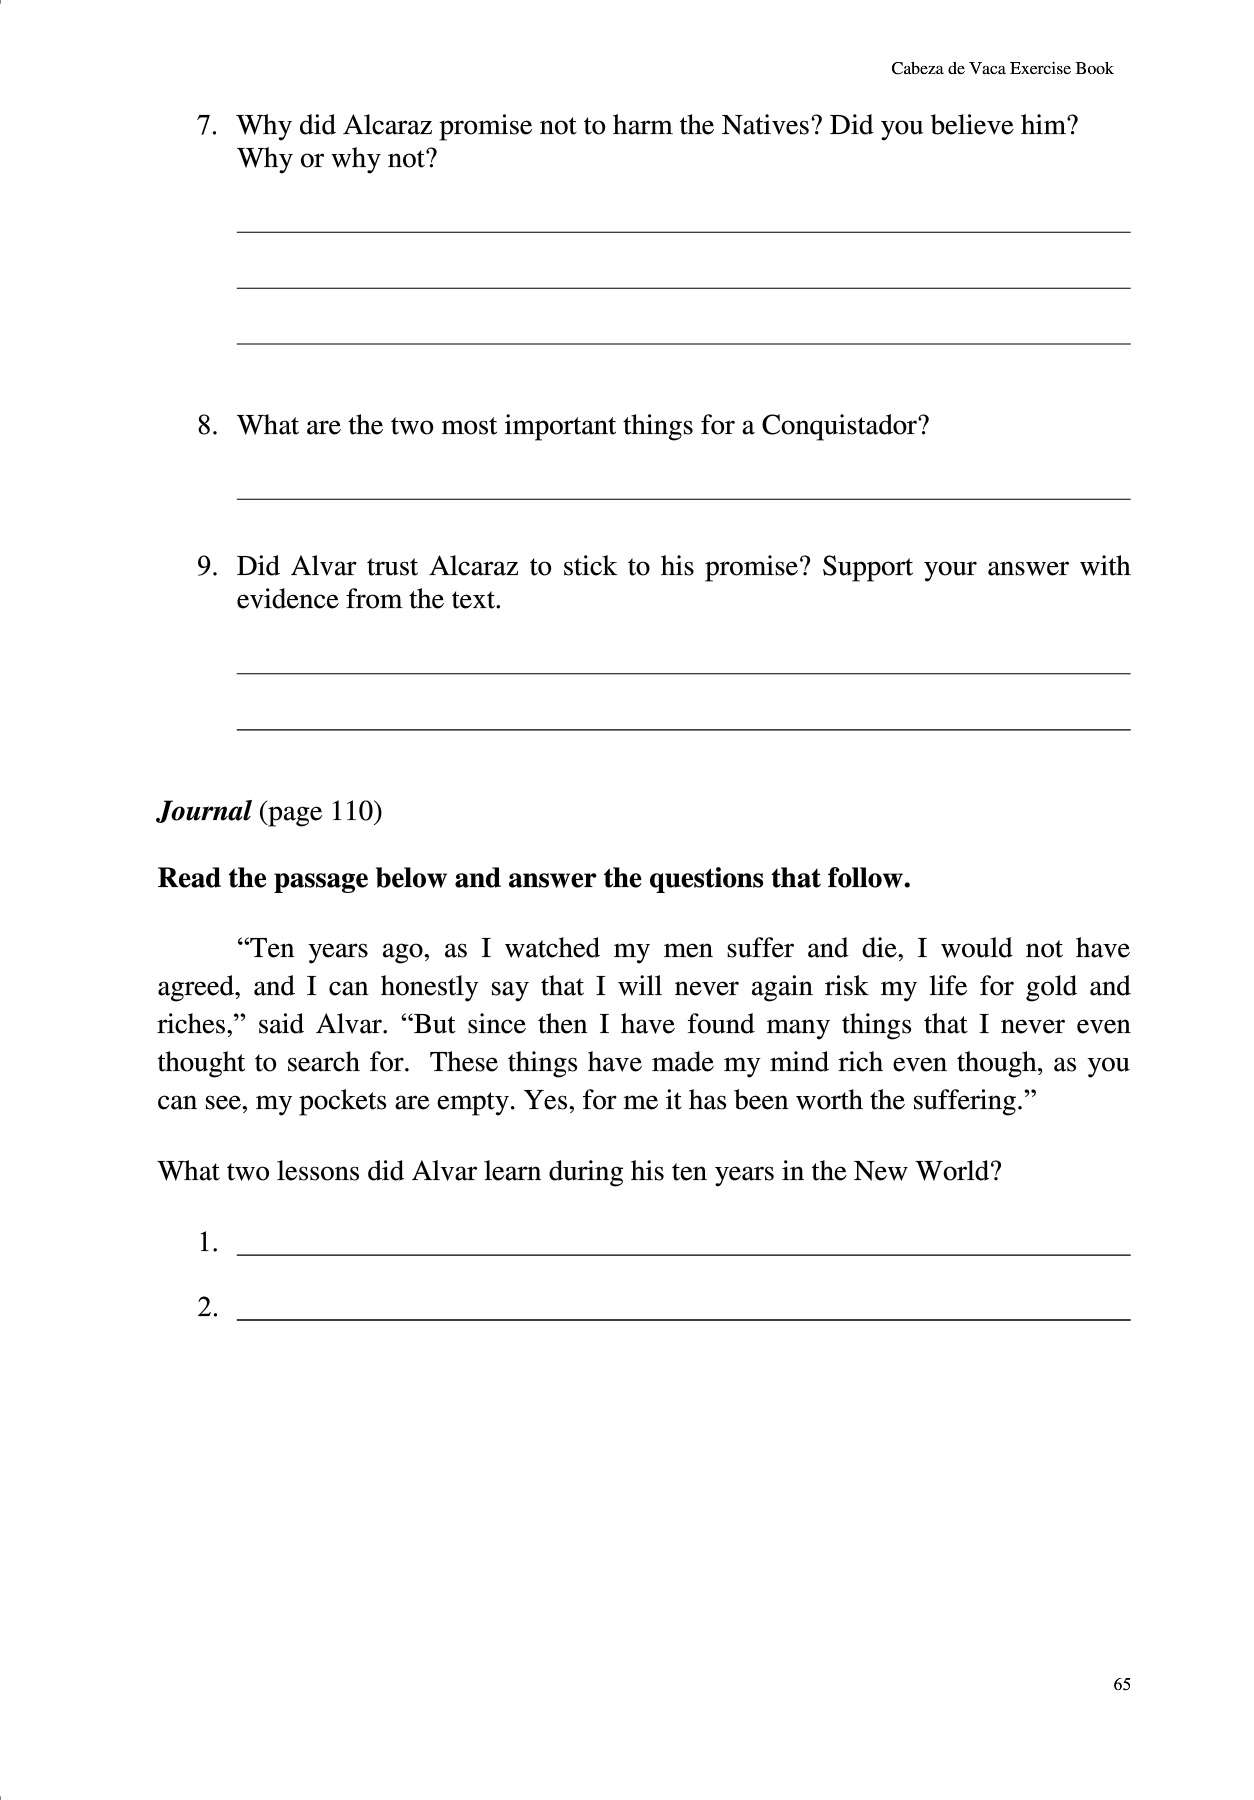 Cabeza de Vaca Exercise Book
7. Why did Alcaraz promise not to harm the Natives? Did you believe him?
Why or why not?
8. What are the two most important things for a Conquistador?
9. Did Alvar trust Alcaraz to stick to his promise? Support your answer with
evidence from the text.
Journal (page 110)
Read the passage below and answer the questions that follow.
“Ten years ago, as I watched my men suffer and die, I would not have
agreed, and I can honestly say that I will never again risk my life for gold and
riches,” said Alvar. “But since then I have found many things that I never even
thought to search for. These things have made my mind rich even though, as you
can see, my pockets are empty. Yes, for me it has been worth the suffering.”
What two lessons did Alvar learn during his ten years in the New World?
1.
2.
65